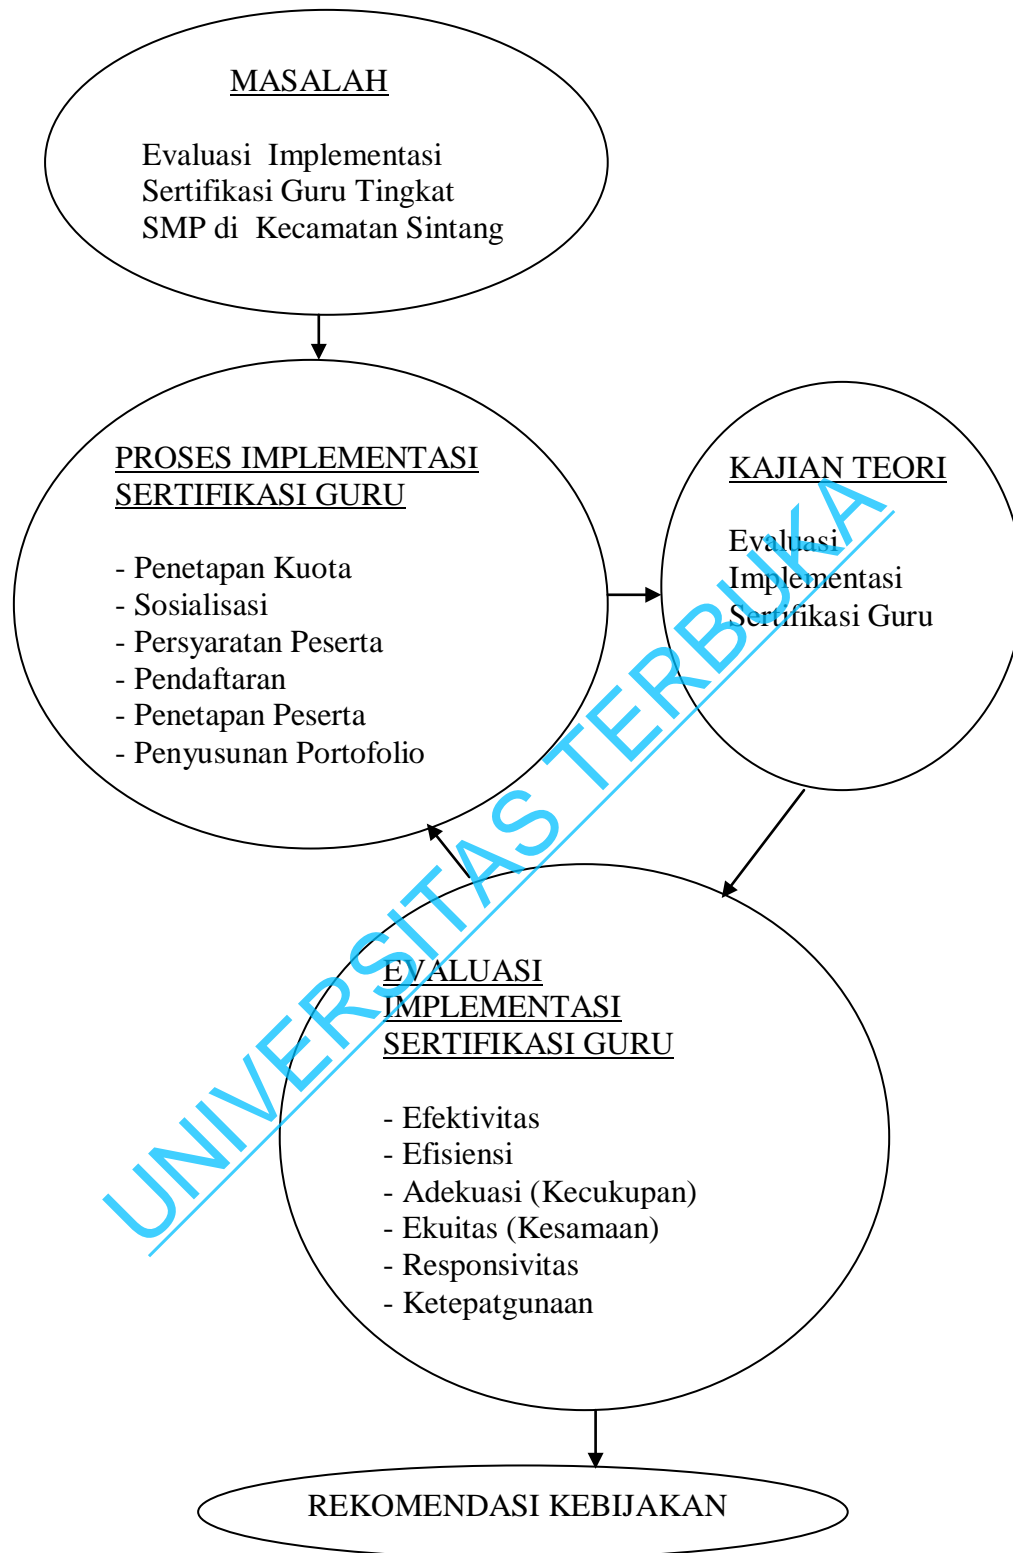 MASALAH
Evaluasi Implementasi
Sertifikasi Guru Tingkat
SMP di Kecamatan Sintang
PROSES IMPLEMENTASI
SERTIFIKASI GURU
- Penetapan Kuota
- Sosialisasi
- Persyaratan Peserta
- Pendaftaran
- Penetapan Peserta
- Penyusunan Portofolio
KAJIAN TEORI
Evaluasi
Implementasi
Sertifikasi Guru
EVALUASI
IMPLEMENTASI
SERTIFIKASI GURU
- Efektivitas
- Efisiensi
- Adekuasi (Kecukupan)
- Ekuitas (Kesamaan)
- Responsivitas
- Ketepatgunaan
REKOMENDASI KEBIJAKAN
UNIVERSITAS TERBUKA